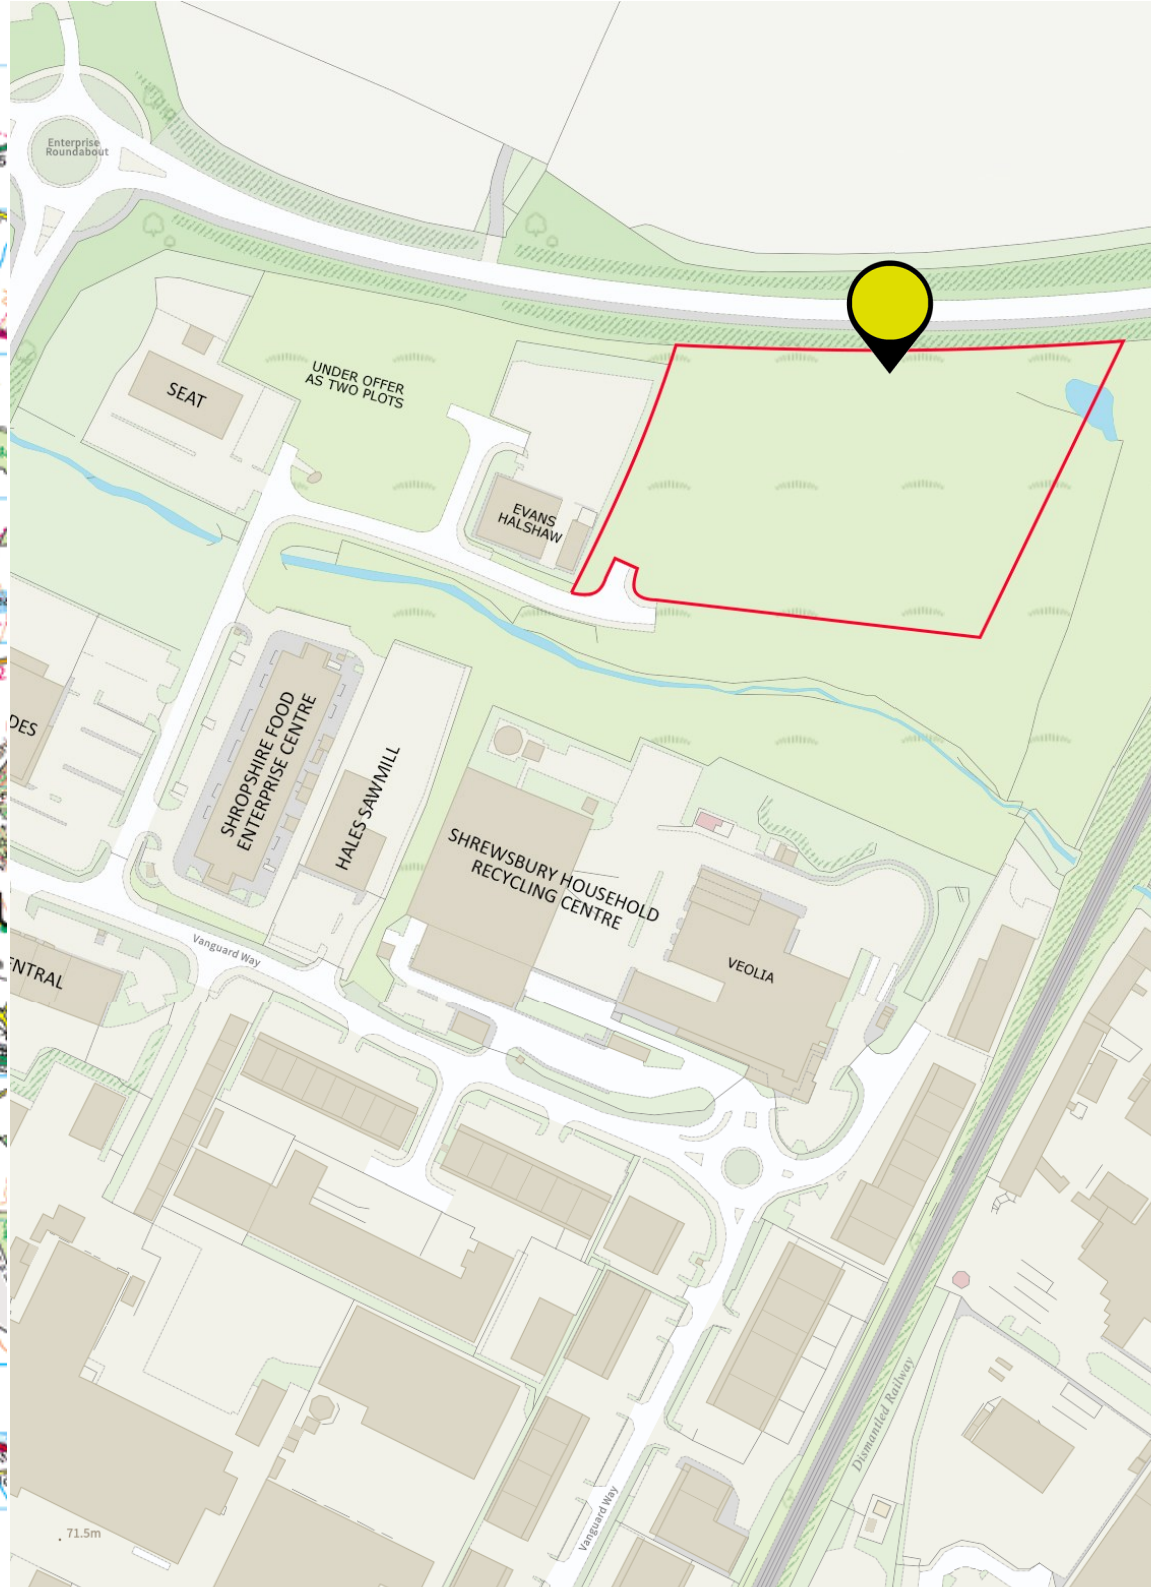 Enterprise
Roundabout
SEAT
UNDER OFFER
AS TWO PLOTS
EVANS
HALSHAW
DES
SHROPSHIRE FOOD
ENTERPRISE CENTRE
HALES SAWMILL
SHREWSBURY HOUSEHOLD
RECYCLING CENTRE
VEOLIA
Vanguard Way
ENTRAL
Dismantled Railway
Vanguard Way
71.5m